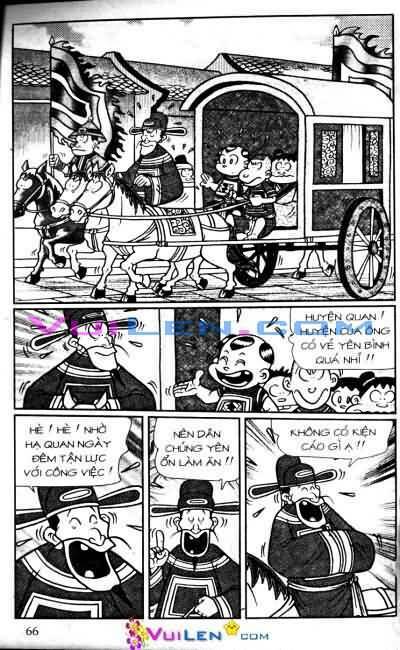 VuiLen.com
HUYỆN QUAN!
HUYỆN CỦA ÔNG
CÓ VẺ YÊN BÌNH
QUÁ NHỈ!!
HÊ! HÊ! NHỜ
HẠ QUAN NGÀY
ĐÊM TẬN LỰC
VỚI CÔNG VIỆC!
NÊN DÂN
CHÚNG YÊN
ỔN LÀM ĂN!!
KHÔNG CÓ KIỆN
CÁO GÌ Ạ!!
66
VUILEN.COM